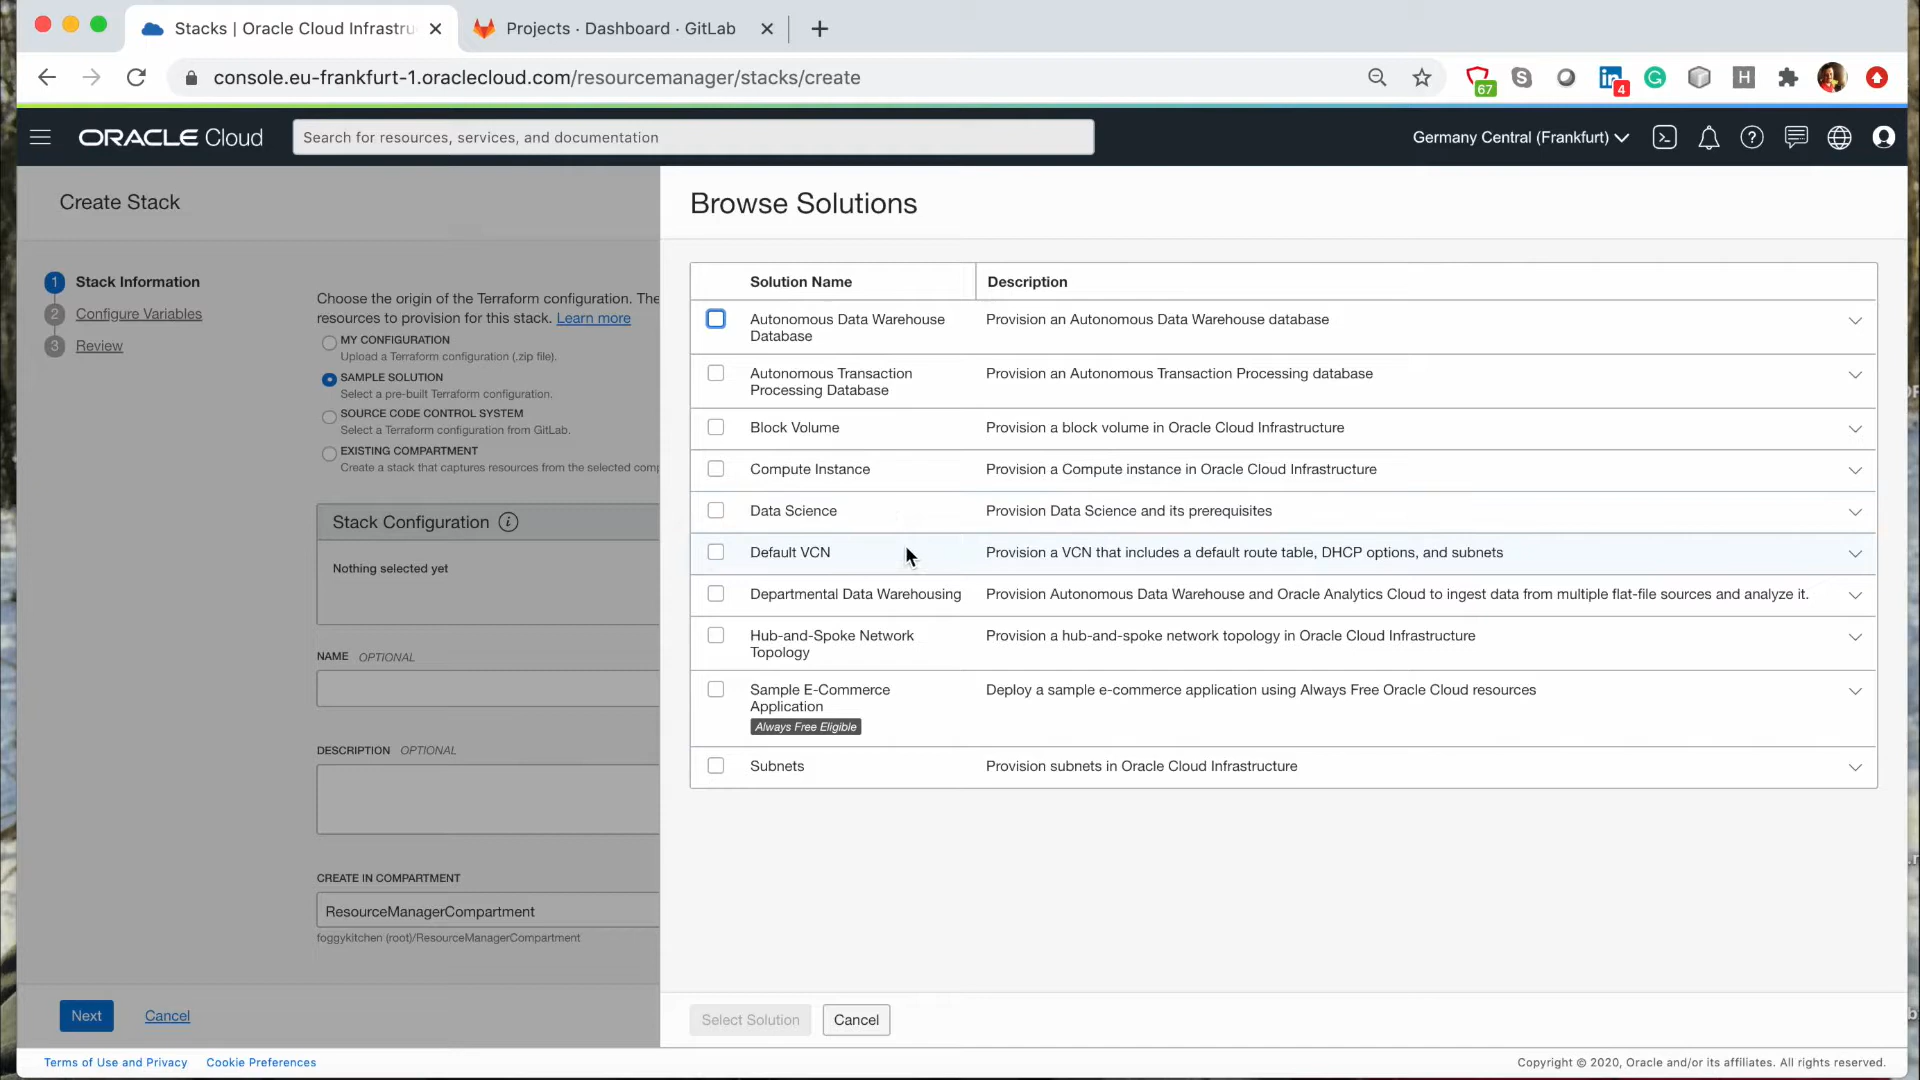 Stacks | Oracle Cloud Infrastru
Projects · Dashboard · GitLab
console.eu-frankfurt-1.oraclecloud.com/resourcemanager/stacks/create
67
4
H
ORACLE Cloud
Search for resources, services, and documentation
Germany Central (Frankfurt)
Create Stack
1 Stack Information
2 Configure Variables
3 Review
Choose the origin of the Terraform configuration. The
resources to provision for this stack. Learn more
MY CONFIGURATION
Upload a Terraform configuration (.zip file).
SAMPLE SOLUTION
Select a pre-built Terraform configuration.
SOURCE CODE CONTROL SYSTEM
Select a Terraform configuration from GitLab.
EXISTING COMPARTMENT
Create a stack that captures resources from the selected comp
Stack Configuration
Nothing selected yet
NAME OPTIONAL
DESCRIPTION OPTIONAL
CREATE IN COMPARTMENT
ResourceManagerCompartment
foggykitchen (root)/ResourceManagerCompartment
Next
Cancel
Browse Solutions
Solution Name Description
Autonomous Data Warehouse Provision an Autonomous Data Warehouse database
Database
Autonomous Transaction Provision an Autonomous Transaction Processing database
Processing Database
Block Volume Provision a block volume in Oracle Cloud Infrastructure
Compute Instance Provision a Compute instance in Oracle Cloud Infrastructure
Data Science Provision Data Science and its prerequisites
Default VCN Provision a VCN that includes a default route table, DHCP options, and subnets
Departmental Data Warehousing Provision Autonomous Data Warehouse and Oracle Analytics Cloud to ingest data from multiple flat-file sources and analyze it.
Hub-and-Spoke Network Provision a hub-and-spoke network topology in Oracle Cloud Infrastructure
Topology
Sample E-Commerce Deploy a sample e-commerce application using Always Free Oracle Cloud resources
Application
Always Free Eligible
Subnets Provision subnets in Oracle Cloud Infrastructure
Select Solution
Cancel
Terms of Use and Privacy Cookie Preferences
Copyright © 2020, Oracle and/or its affiliates. All rights reserved.